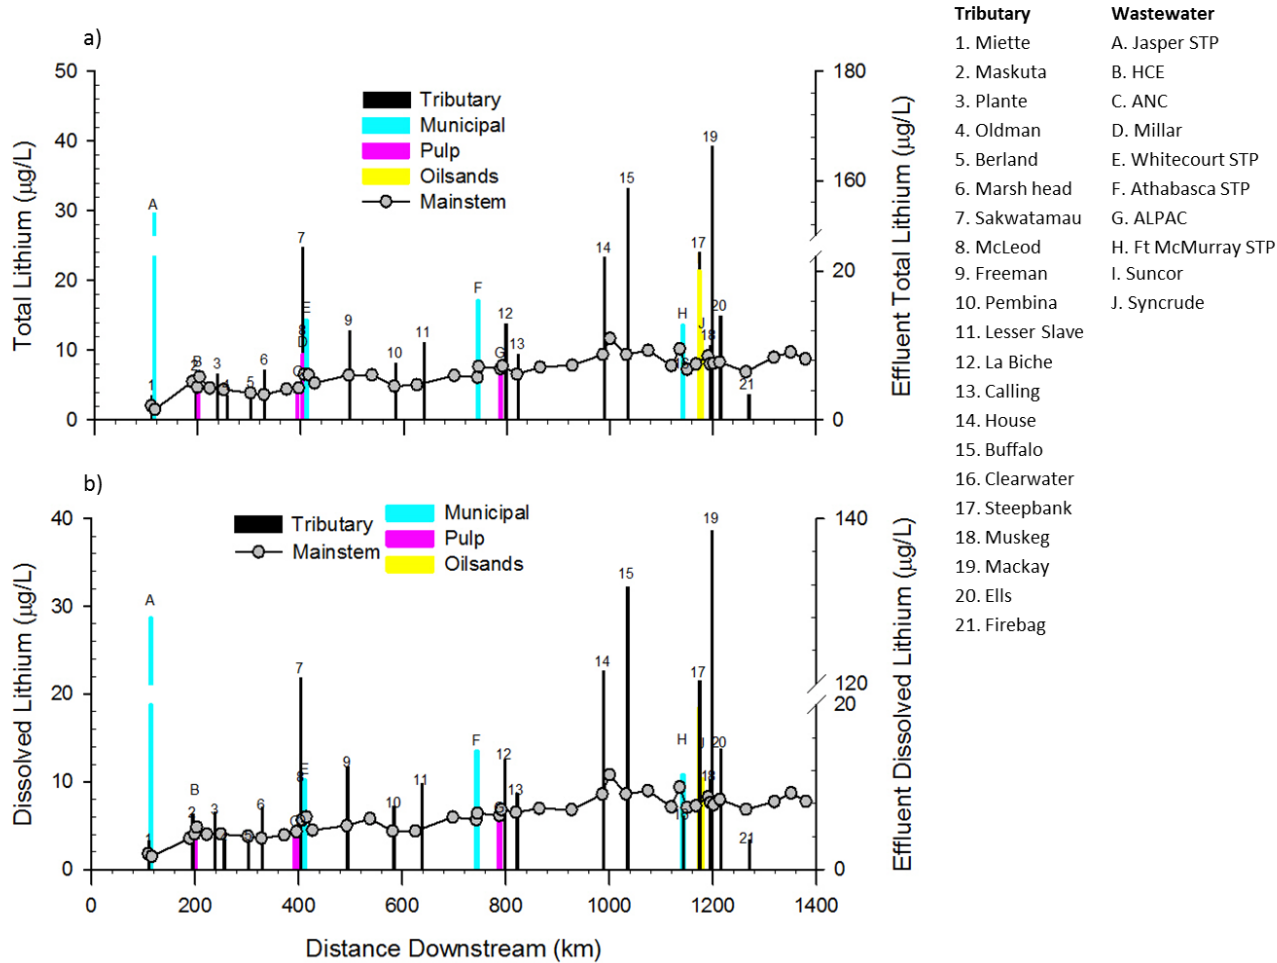 a)
50
40
30
20
10
0
Total Lithium (µg/L)
Tributary
Municipal
Pulp
Oilsands
Mainstem
180
160
20
0
Effluent Total Lithium (µg/L)
1
A
2
B
3
5
6
C
7
8
D
E
9
10
11
F
G
12
13
14
15
H
16
17
J
18
19
20
21
b)
40
30
20
10
0
Dissolved Lithium (µg/L)
Tributary
Mainstem
Municipal
Pulp
Oilsands
140
120
20
0
Effluent Dissolved Lithium (µg/L)
1
A
2
B
3
6
7
8
E
9
10
11
F
G
12
13
14
15
H
16
17
J
18
19
20
21
0 200 400 600 800 1000 1200 1400
Distance Downstream (km)
Tributary Wastewater
1. Miette A. Jasper STP
2. Maskuta B. HCE
3. Plante C. ANC
4. Oldman D. Millar
5. Berland E. Whitecourt STP
6. Marsh head F. Athabasca STP
7. Sakwatamau G. ALPAC
8. McLeod H. Ft McMurray STP
9. Freeman I. Suncor
10. Pembina J. Syncrude
11. Lesser Slave
12. La Biche
13. Calling
14. House
15. Buffalo
16. Clearwater
17. Steepbank
18. Muskeg
19. Mackay
20. Ells
21. Firebag